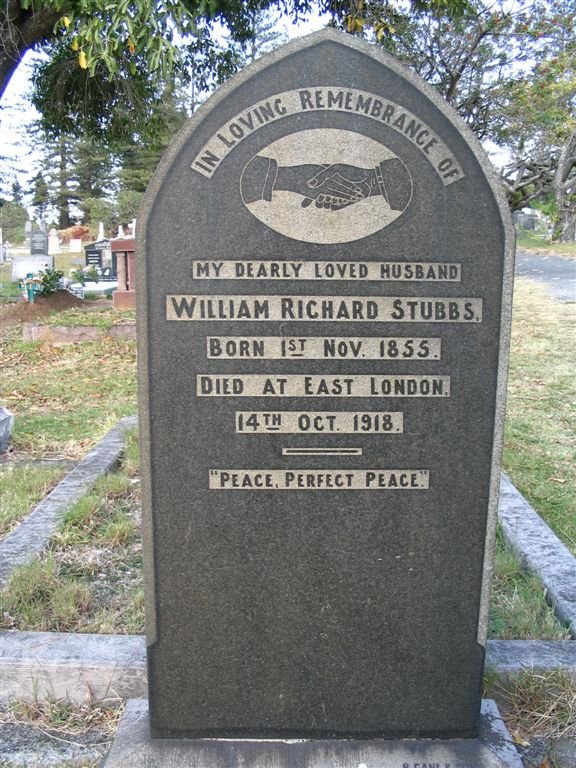 IN LOVING REMEMBRANCE OF
MY DEARLY LOVED HUSBAND
WILLIAM RICHARD STUBBS,
BORN 1ST NOV. 1855.
DIED AT EAST LONDON,
14TH OCT. 1918.
"PEACE, PERFECT PEACE."